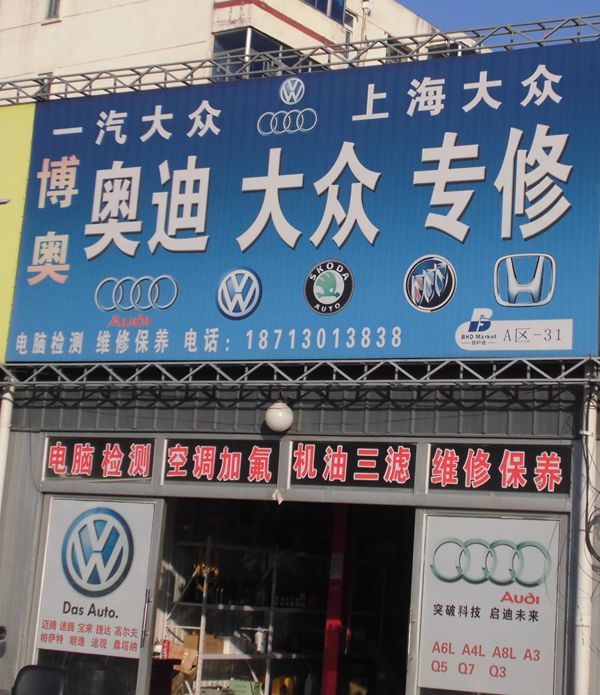 一汽大众 上海大众
博奥
奥迪 大众 专修
Audi
SKODA
AUTO
电脑检测 维修保养 电话：18713013838
BHD Market
A区-31
电脑检测 空调加氟 机油三滤 维修保养
Das Auto.
迈腾 速腾 宝来 捷达 高尔夫
帕萨特 朗逸 途观 桑塔纳
Audi
突破科技 启迪未来
A6L A4L A8L A3
Q5 Q7 Q3